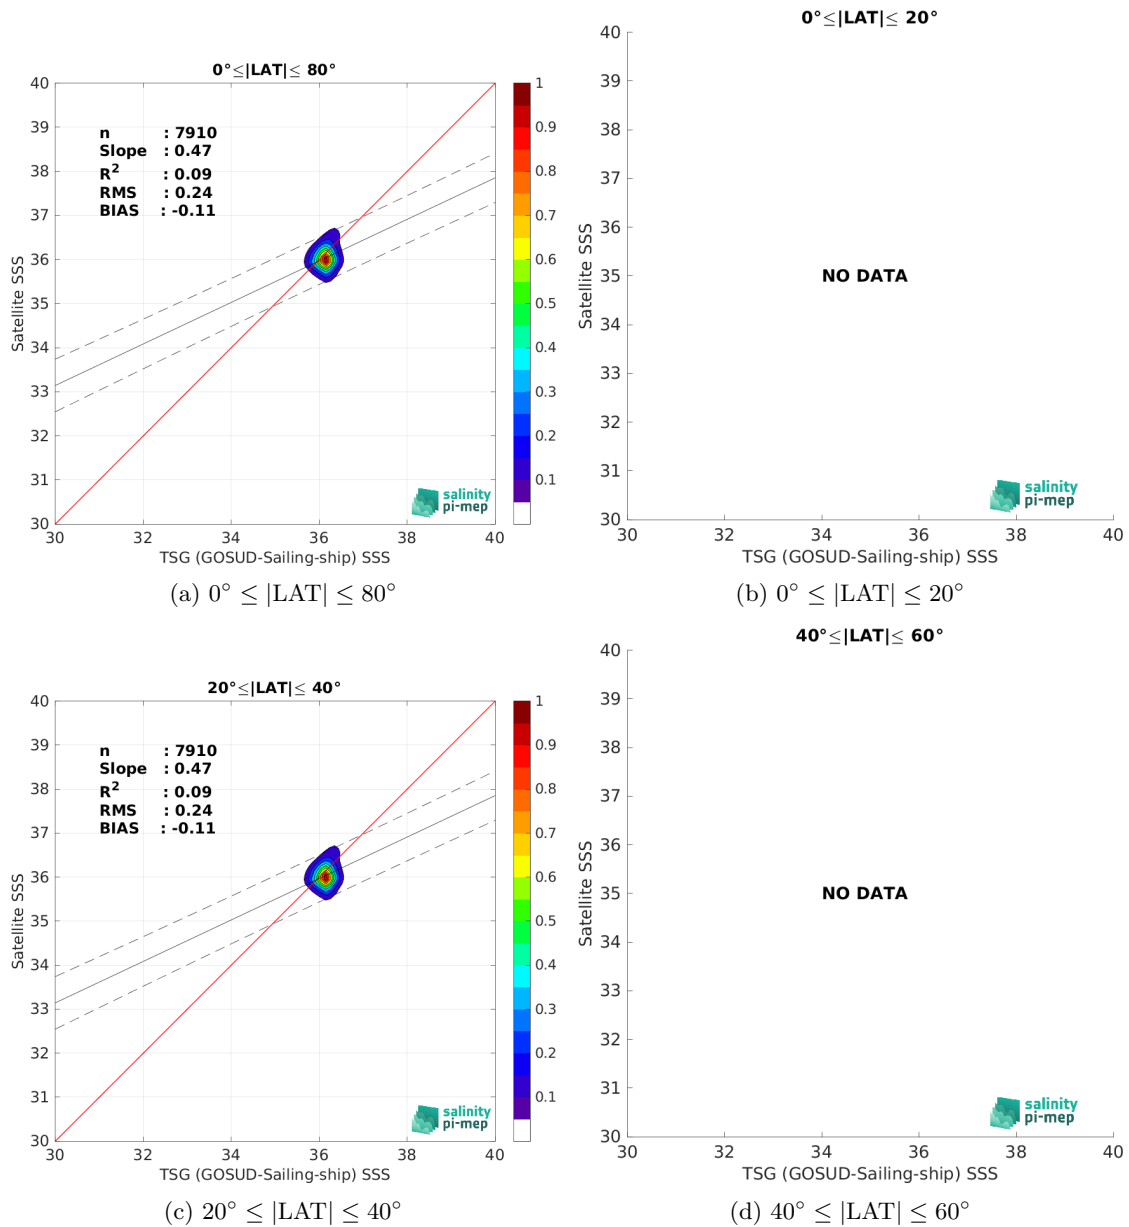 0°≤|LAT|≤ 80°
40
39
38
37
36
35
34
33
32
31
30
Satellite SSS
n : 7910
Slope : 0.47
R² : 0.09
RMS : 0.24
BIAS : -0.11
salinity
pi-mep
30 32 34 36 38 40
TSG (GOSUD-Sailing-ship) SSS
1
0.9
0.8
0.7
0.6
0.5
0.4
0.3
0.2
0.1
(a) 0° ≤ |LAT| ≤ 80°
0°≤|LAT|≤ 20°
40
39
38
37
36
35
34
33
32
31
30
Satellite SSS
NO DATA
salinity
pi-mep
30 32 34 36 38 40
TSG (GOSUD-Sailing-ship) SSS
(b) 0° ≤ |LAT| ≤ 20°
20°≤|LAT|≤ 40°
40
39
38
37
36
35
34
33
32
31
30
Satellite SSS
n : 7910
Slope : 0.47
R² : 0.09
RMS : 0.24
BIAS : -0.11
salinity
pi-mep
30 32 34 36 38 40
TSG (GOSUD-Sailing-ship) SSS
1
0.9
0.8
0.7
0.6
0.5
0.4
0.3
0.2
0.1
(c) 20° ≤ |LAT| ≤ 40°
40°≤|LAT|≤ 60°
40
39
38
37
36
35
34
33
32
31
30
Satellite SSS
NO DATA
salinity
pi-mep
30 32 34 36 38 40
TSG (GOSUD-Sailing-ship) SSS
(d) 40° ≤ |LAT| ≤ 60°